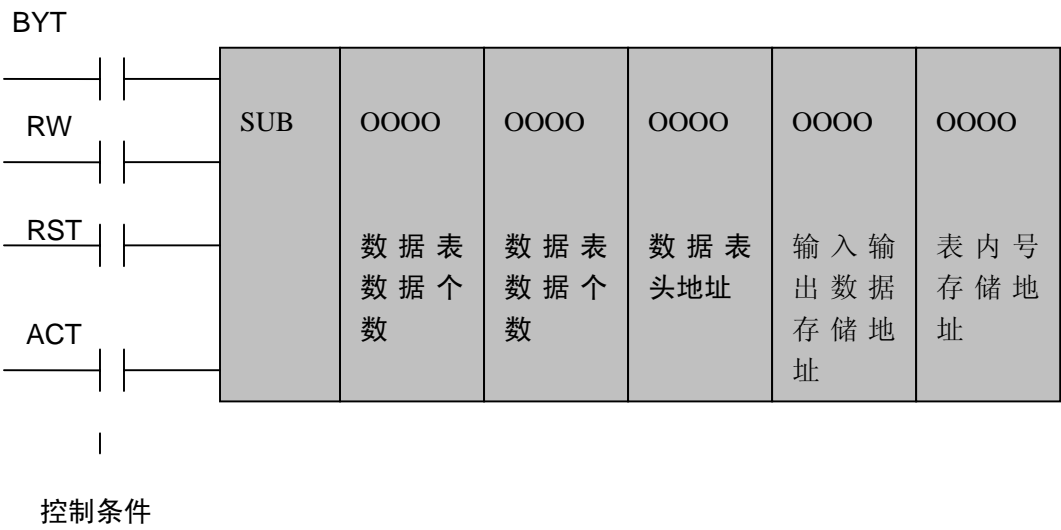 BYT
RW
RST
ACT
控制条件
SUB
OOOO
数据表
数据个
数
OOOO
数据表
数据个
数
OOOO
数据表
头地址
OOOO
输入输
出数据
存储地
址
OOOO
表内号
存储地
址